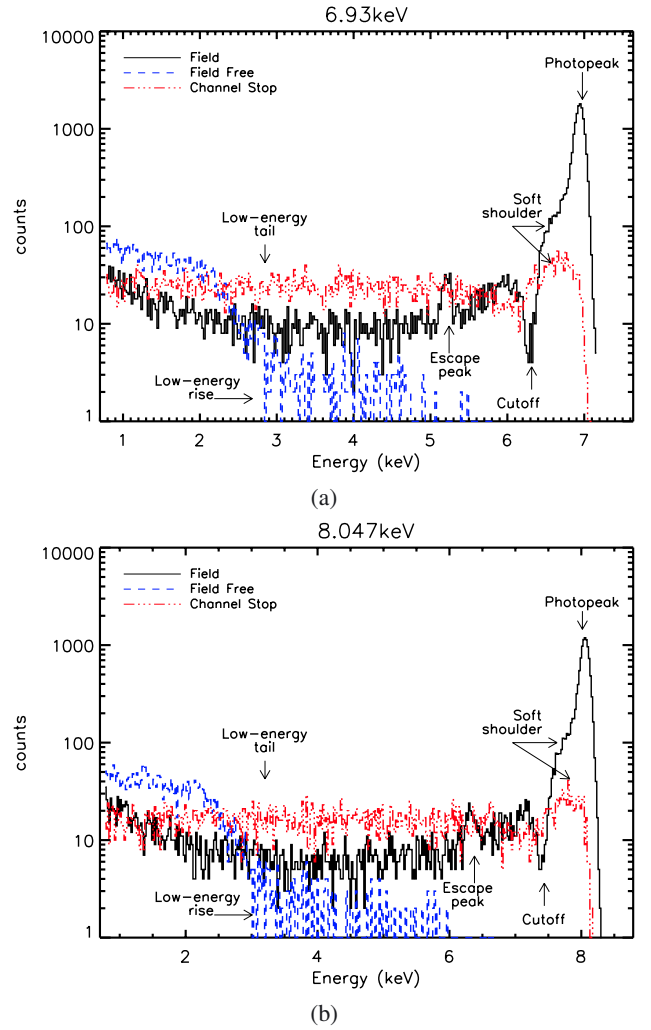 6.93keV
10000
Field
Field Free
Channel Stop
Photopeak
1000
Soft
shoulder
100
Low-energy
tail
10
Escape
peak
Low-energy
rise
Cutoff
1
counts
1 2 3 4 5 6 7
Energy (keV)
(a)
8.047keV
10000
Field
Field Free
Channel Stop
Photopeak
1000
Soft
shoulder
100
Low-energy
tail
10
Escape
peak
Low-energy
rise
Cutoff
1
counts
2 4 6 8
Energy (keV)
(b)